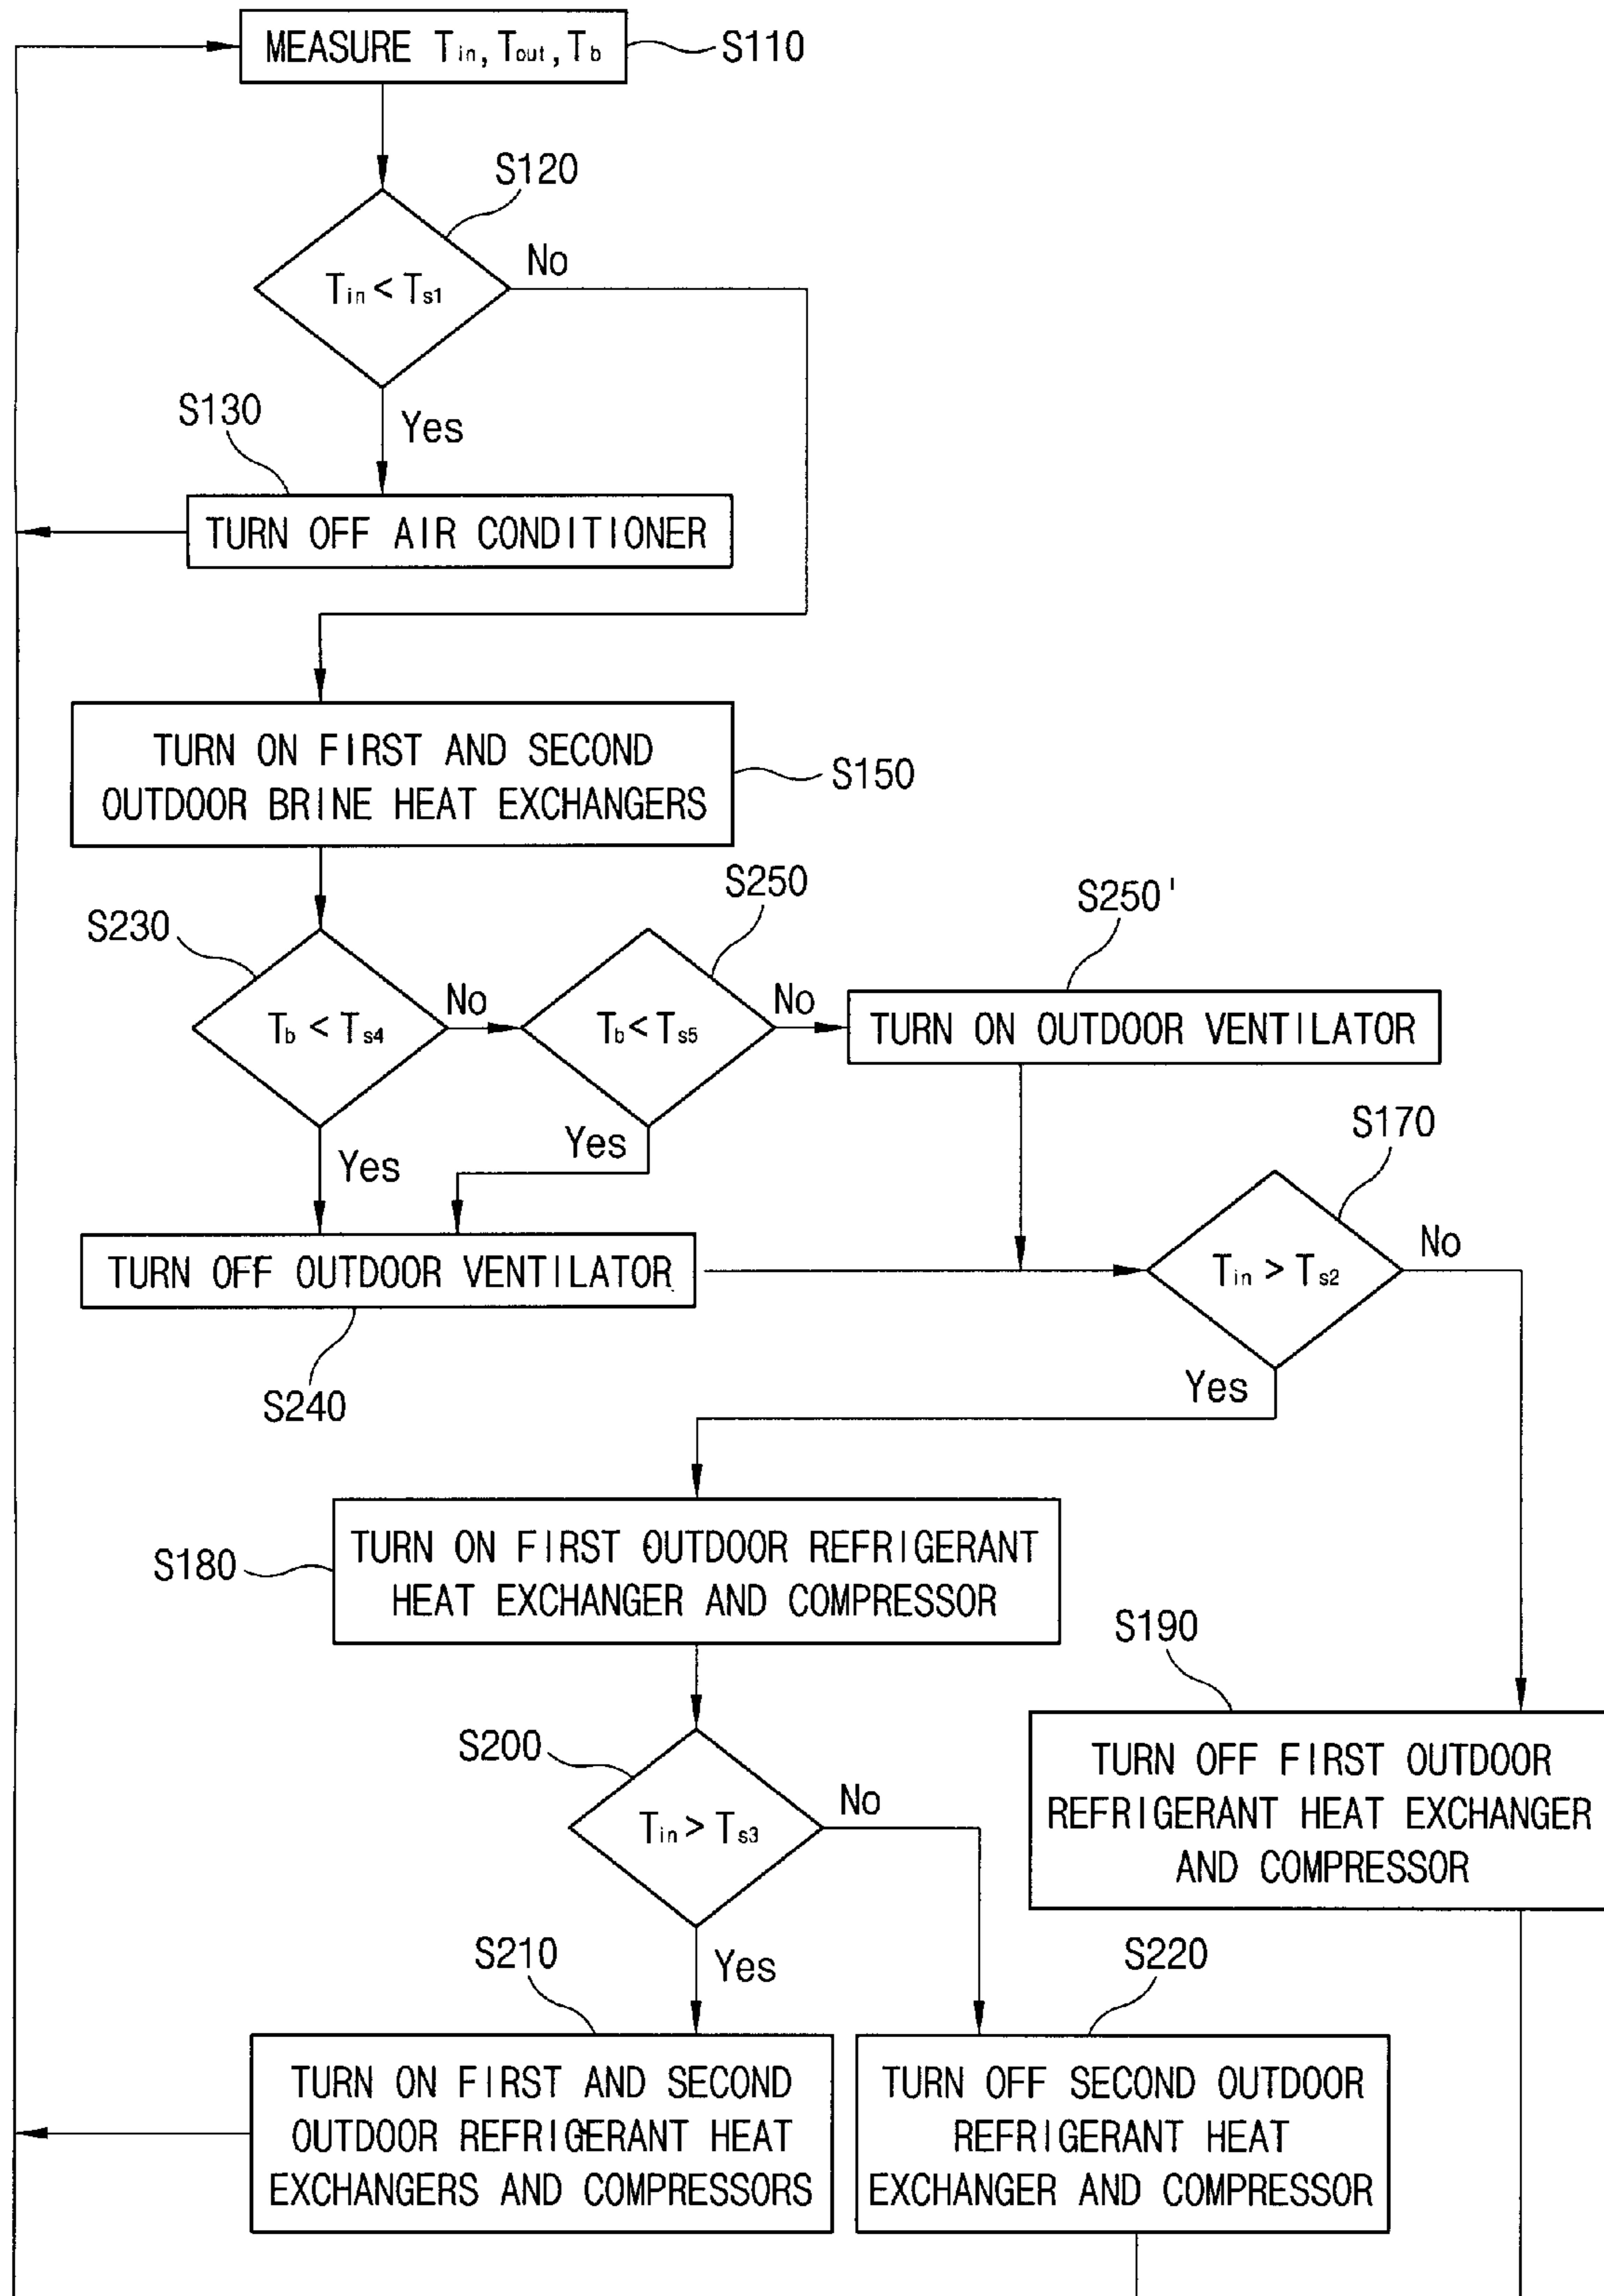 MEASURE Tin, Tout, Tb
S110
S120
Tin < Ts1
No
Yes
S130
TURN OFF AIR CONDITIONER
TURN ON FIRST AND SECOND
OUTDOOR BRINE HEAT EXCHANGERS
S150
S230
Tb < Ts4
No
Yes
S250
Tb < Ts5
No
Yes
S250'
TURN ON OUTDOOR VENTILATOR
TURN OFF OUTDOOR VENTILATOR
S240
S170
Tin > Ts2
No
Yes
S180
TURN ON FIRST OUTDOOR REFRIGERANT
HEAT EXCHANGER AND COMPRESSOR
S190
TURN OFF FIRST OUTDOOR
REFRIGERANT HEAT EXCHANGER
AND COMPRESSOR
S200
Tin > Ts3
No
Yes
S210
TURN ON FIRST AND SECOND
OUTDOOR REFRIGERANT HEAT
EXCHANGERS AND COMPRESSORS
S220
TURN OFF SECOND OUTDOOR
REFRIGERANT HEAT
EXCHANGER AND COMPRESSOR